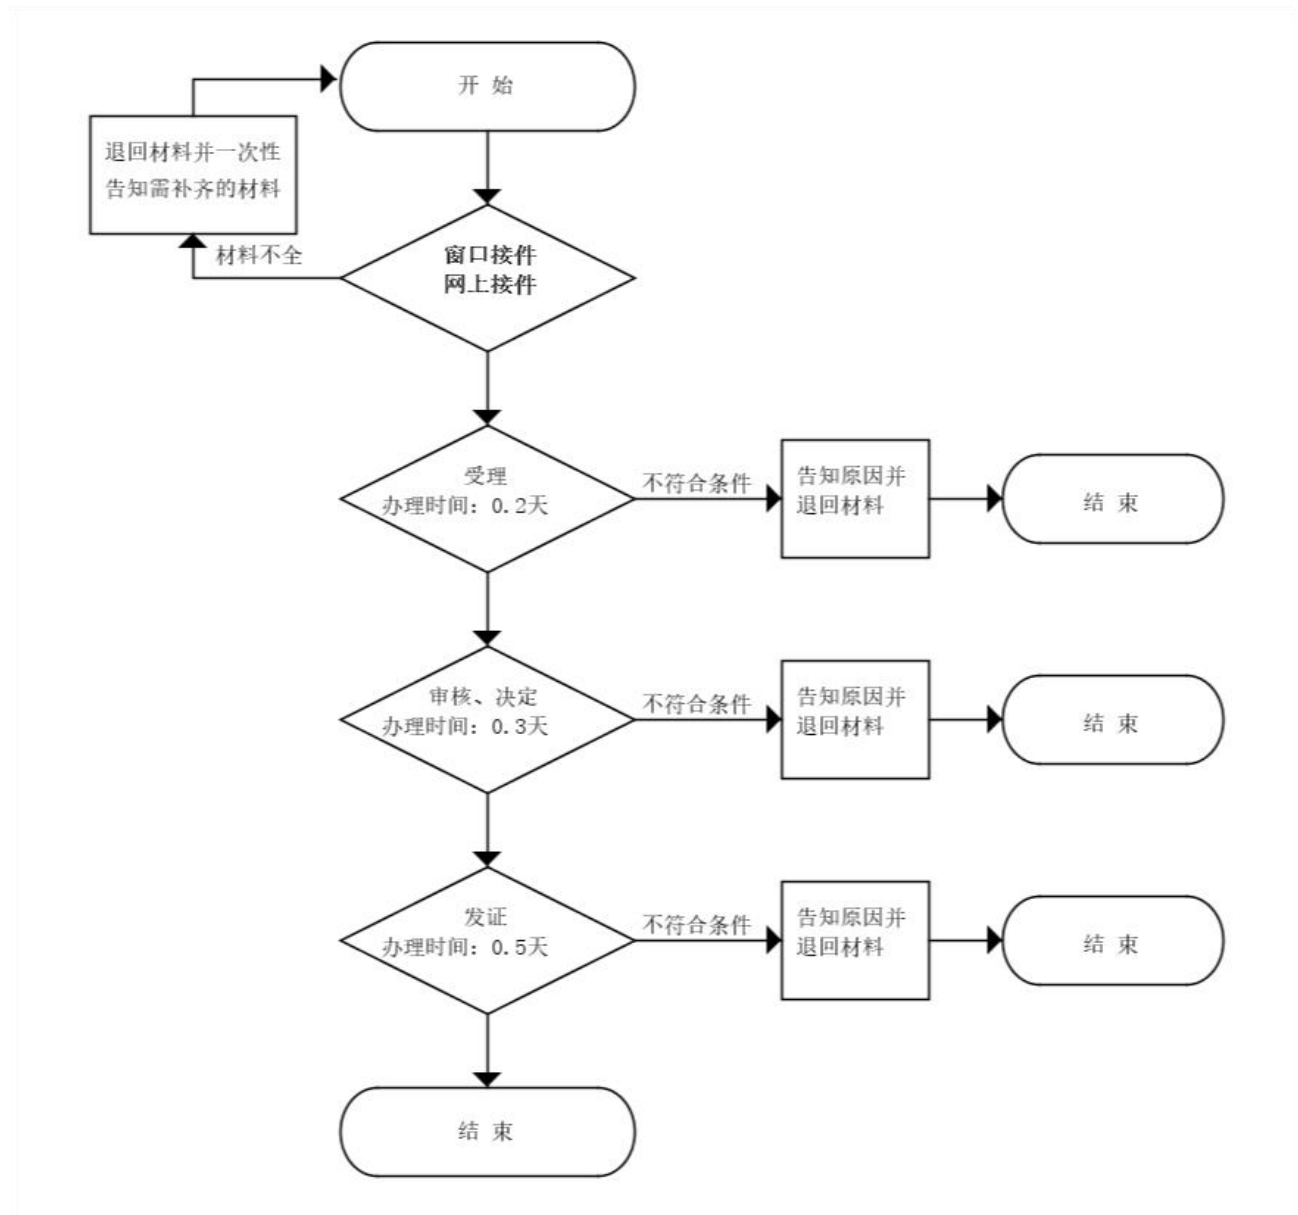 开 始
退回材料并一次性
告知需补齐的材料
材料不全
窗口接件
网上接件
受理
办理时间：0.2天
不符合条件
告知原因并
退回材料
结 束
审核、决定
办理时间：0.3天
不符合条件
告知原因并
退回材料
结 束
发证
办理时间：0.5天
不符合条件
告知原因并
退回材料
结 束
结 束